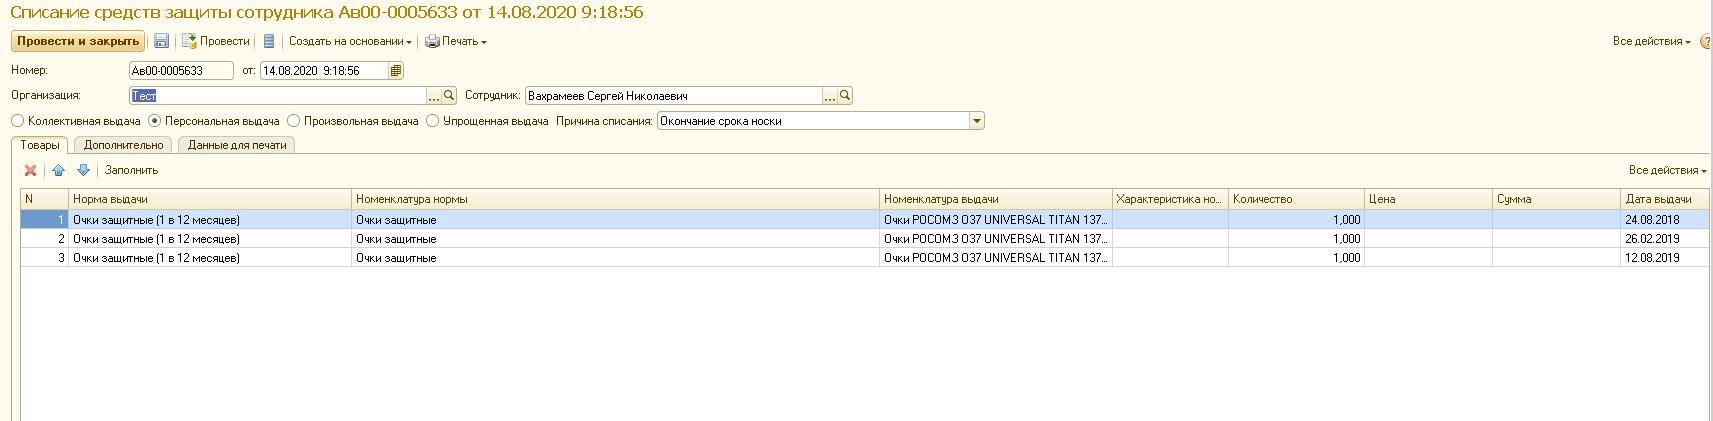 Списание средств защиты сотрудника Ав00-0005633 от 14.08.2020 9:18:56
Провести и закрыть Провести Создать на основании Печать Все действия
Номер: Ав00-0005633 от: 14.08.2020 9:18:56
Организация: Тест ... Сотрудник: Вахрамеев Сергей Николаевич ...
Коллективная выдача Персональная выдача Произвольная выдача Упрощенная выдача Причина списания: Окончание срока носки
Товары Дополнительно Данные для печати
Заполнить Все действия
N Норма выдачи Номенклатура нормы Номенклатура выдачи Характеристика но... Количество Цена Сумма Дата выдачи
1 Очки защитные (1 в 12 месяцев) Очки защитные Очки РОСОМЗ О37 UNIVERSAL TITAN 137... 1,000 24.08.2018
2 Очки защитные (1 в 12 месяцев) Очки защитные Очки РОСОМЗ О37 UNIVERSAL TITAN 137... 1,000 26.02.2019
3 Очки защитные (1 в 12 месяцев) Очки защитные Очки РОСОМЗ О37 UNIVERSAL TITAN 137... 1,000 12.08.2019